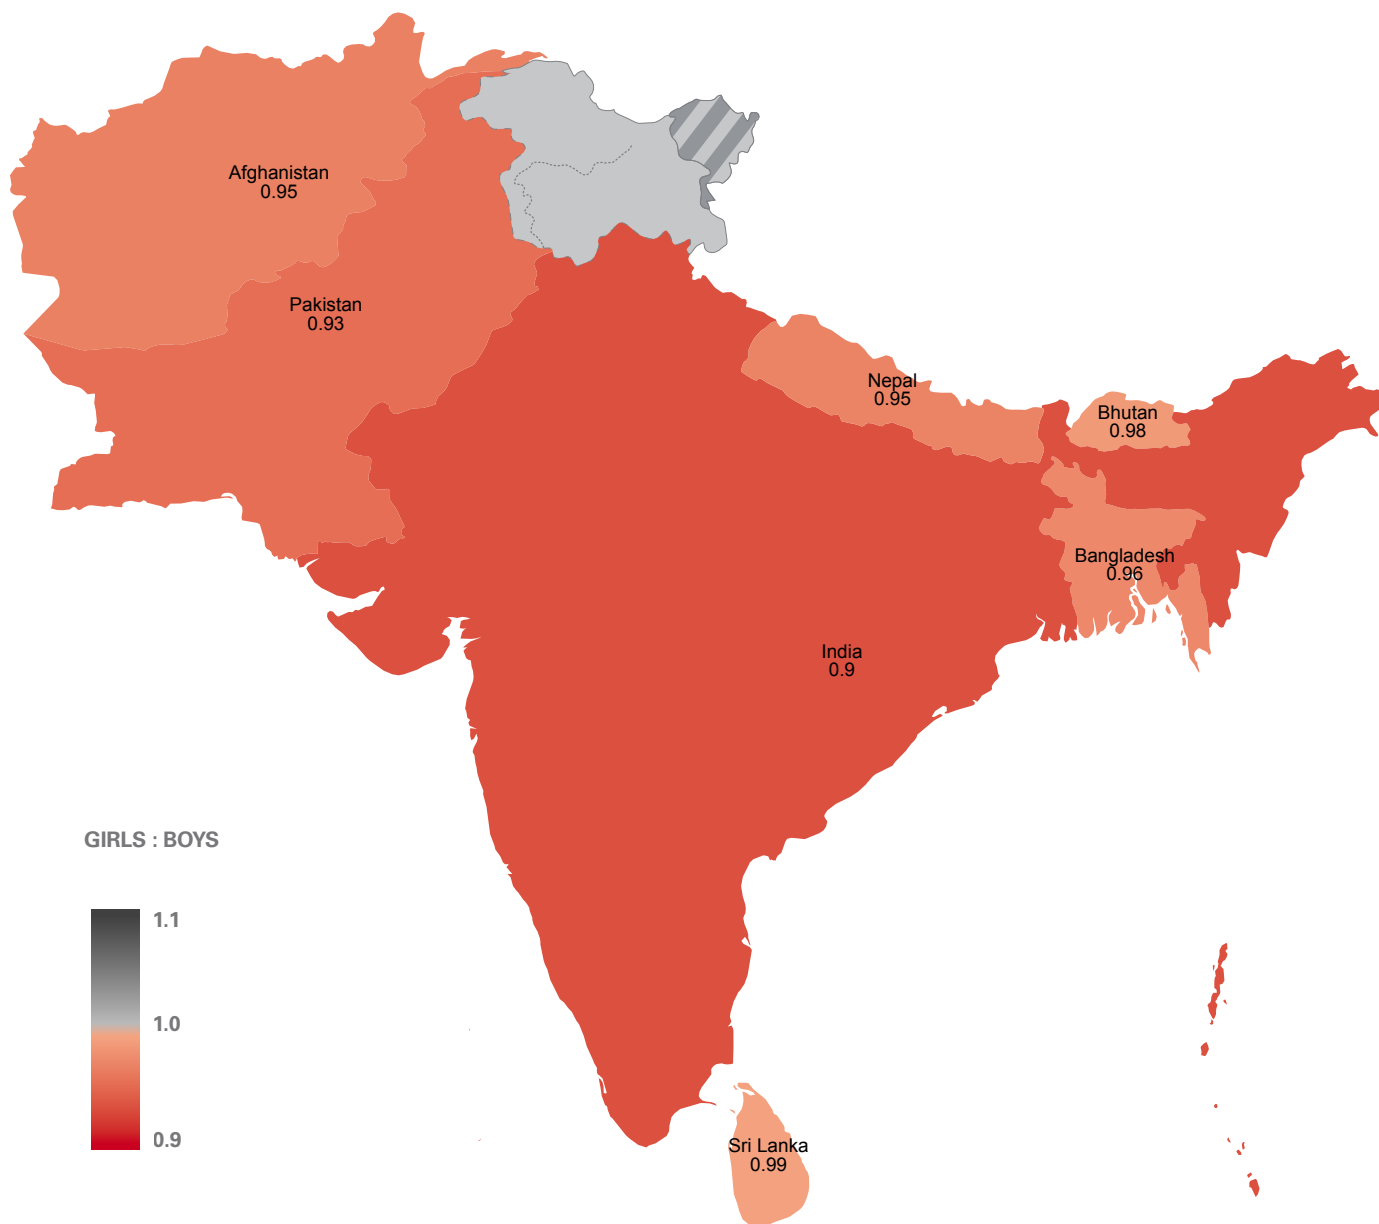 Afghanistan
0.95
Pakistan
0.93
Nepal
0.95
Bhutan
0.98
Bangladesh
0.96
India
0.9
Sri Lanka
0.99
GIRLS : BOYS
1.1
1.0
0.9